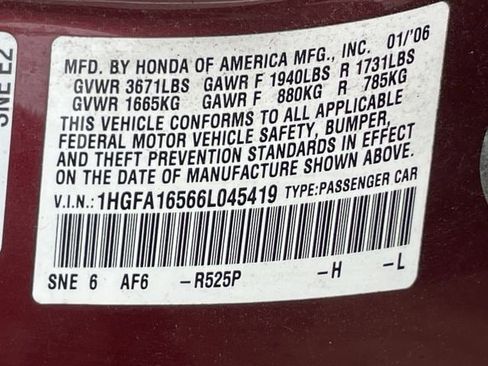 SNE E2
MFD. BY HONDA OF AMERICA MFG., INC. 01/'06
GVWR 3671LBS GAWR F 1940LBS R 1731LBS
GVWR 1665KG GAWR F 880KG R 785KG
THIS VEHICLE CONFORMS TO ALL APPLICABLE
FEDERAL MOTOR VEHICLE SAFETY, BUMPER,
AND THEFT PREVENTION STANDARDS IN EFFECT
ON THE DATE OF MANUFACTURE SHOWN ABOVE.
V.I.N.:1HGFA16566L045419 TYPE:PASSENGER CAR
SNE 6 AF6 –R525P –H –L